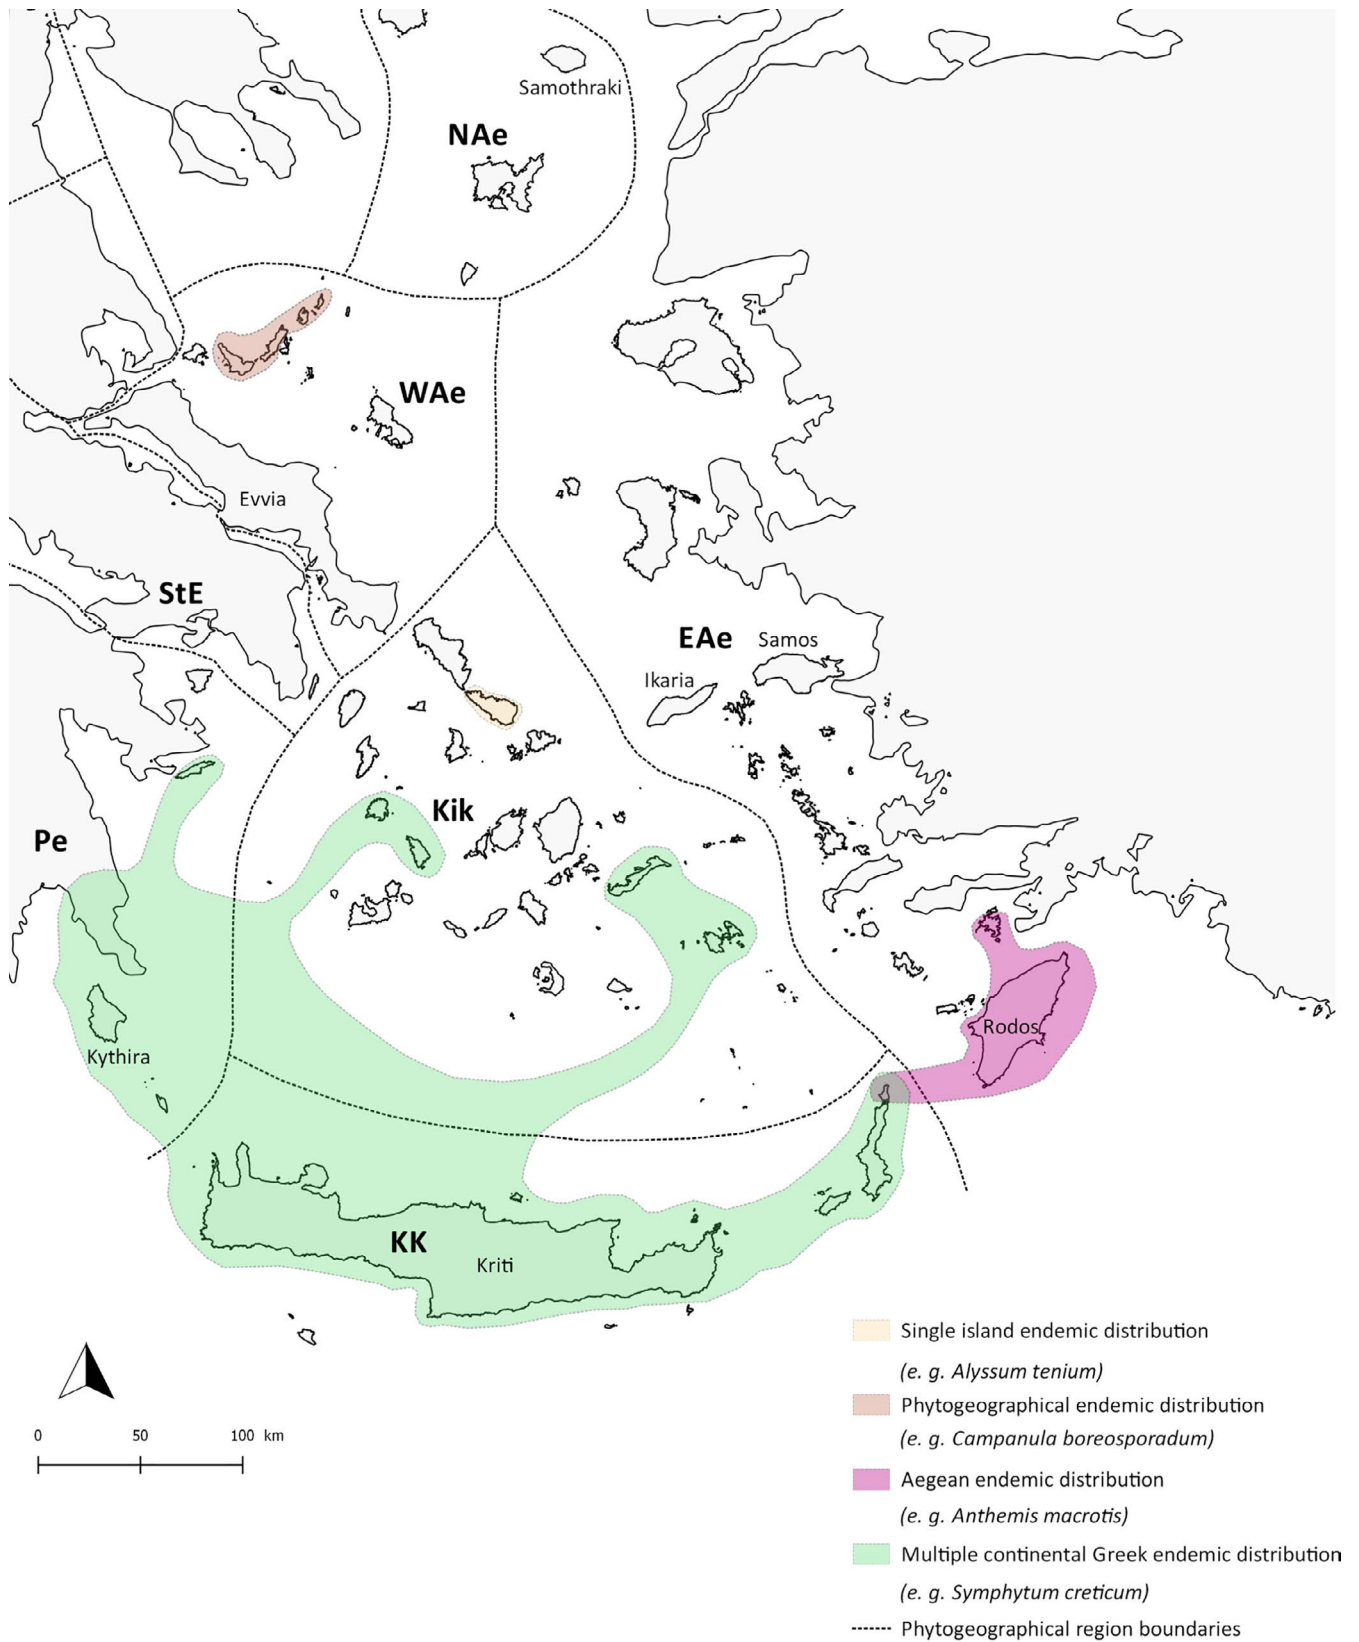 Samothraki
NAe
WAe
Evvia
StE
EAe
Samos
Ikaria
Kik
Pe
Rodos
Kythira
KK
Kriti
0 50 100 km
Single island endemic distribution
(e. g. Alyssum tenium)
Phytogeographical endemic distribution
(e. g. Campanula boreosporadum)
Aegean endemic distribution
(e. g. Anthemis macrotis)
Multiple continental Greek endemic distribution
(e. g. Symphytum creticum)
Phytogeographical region boundaries